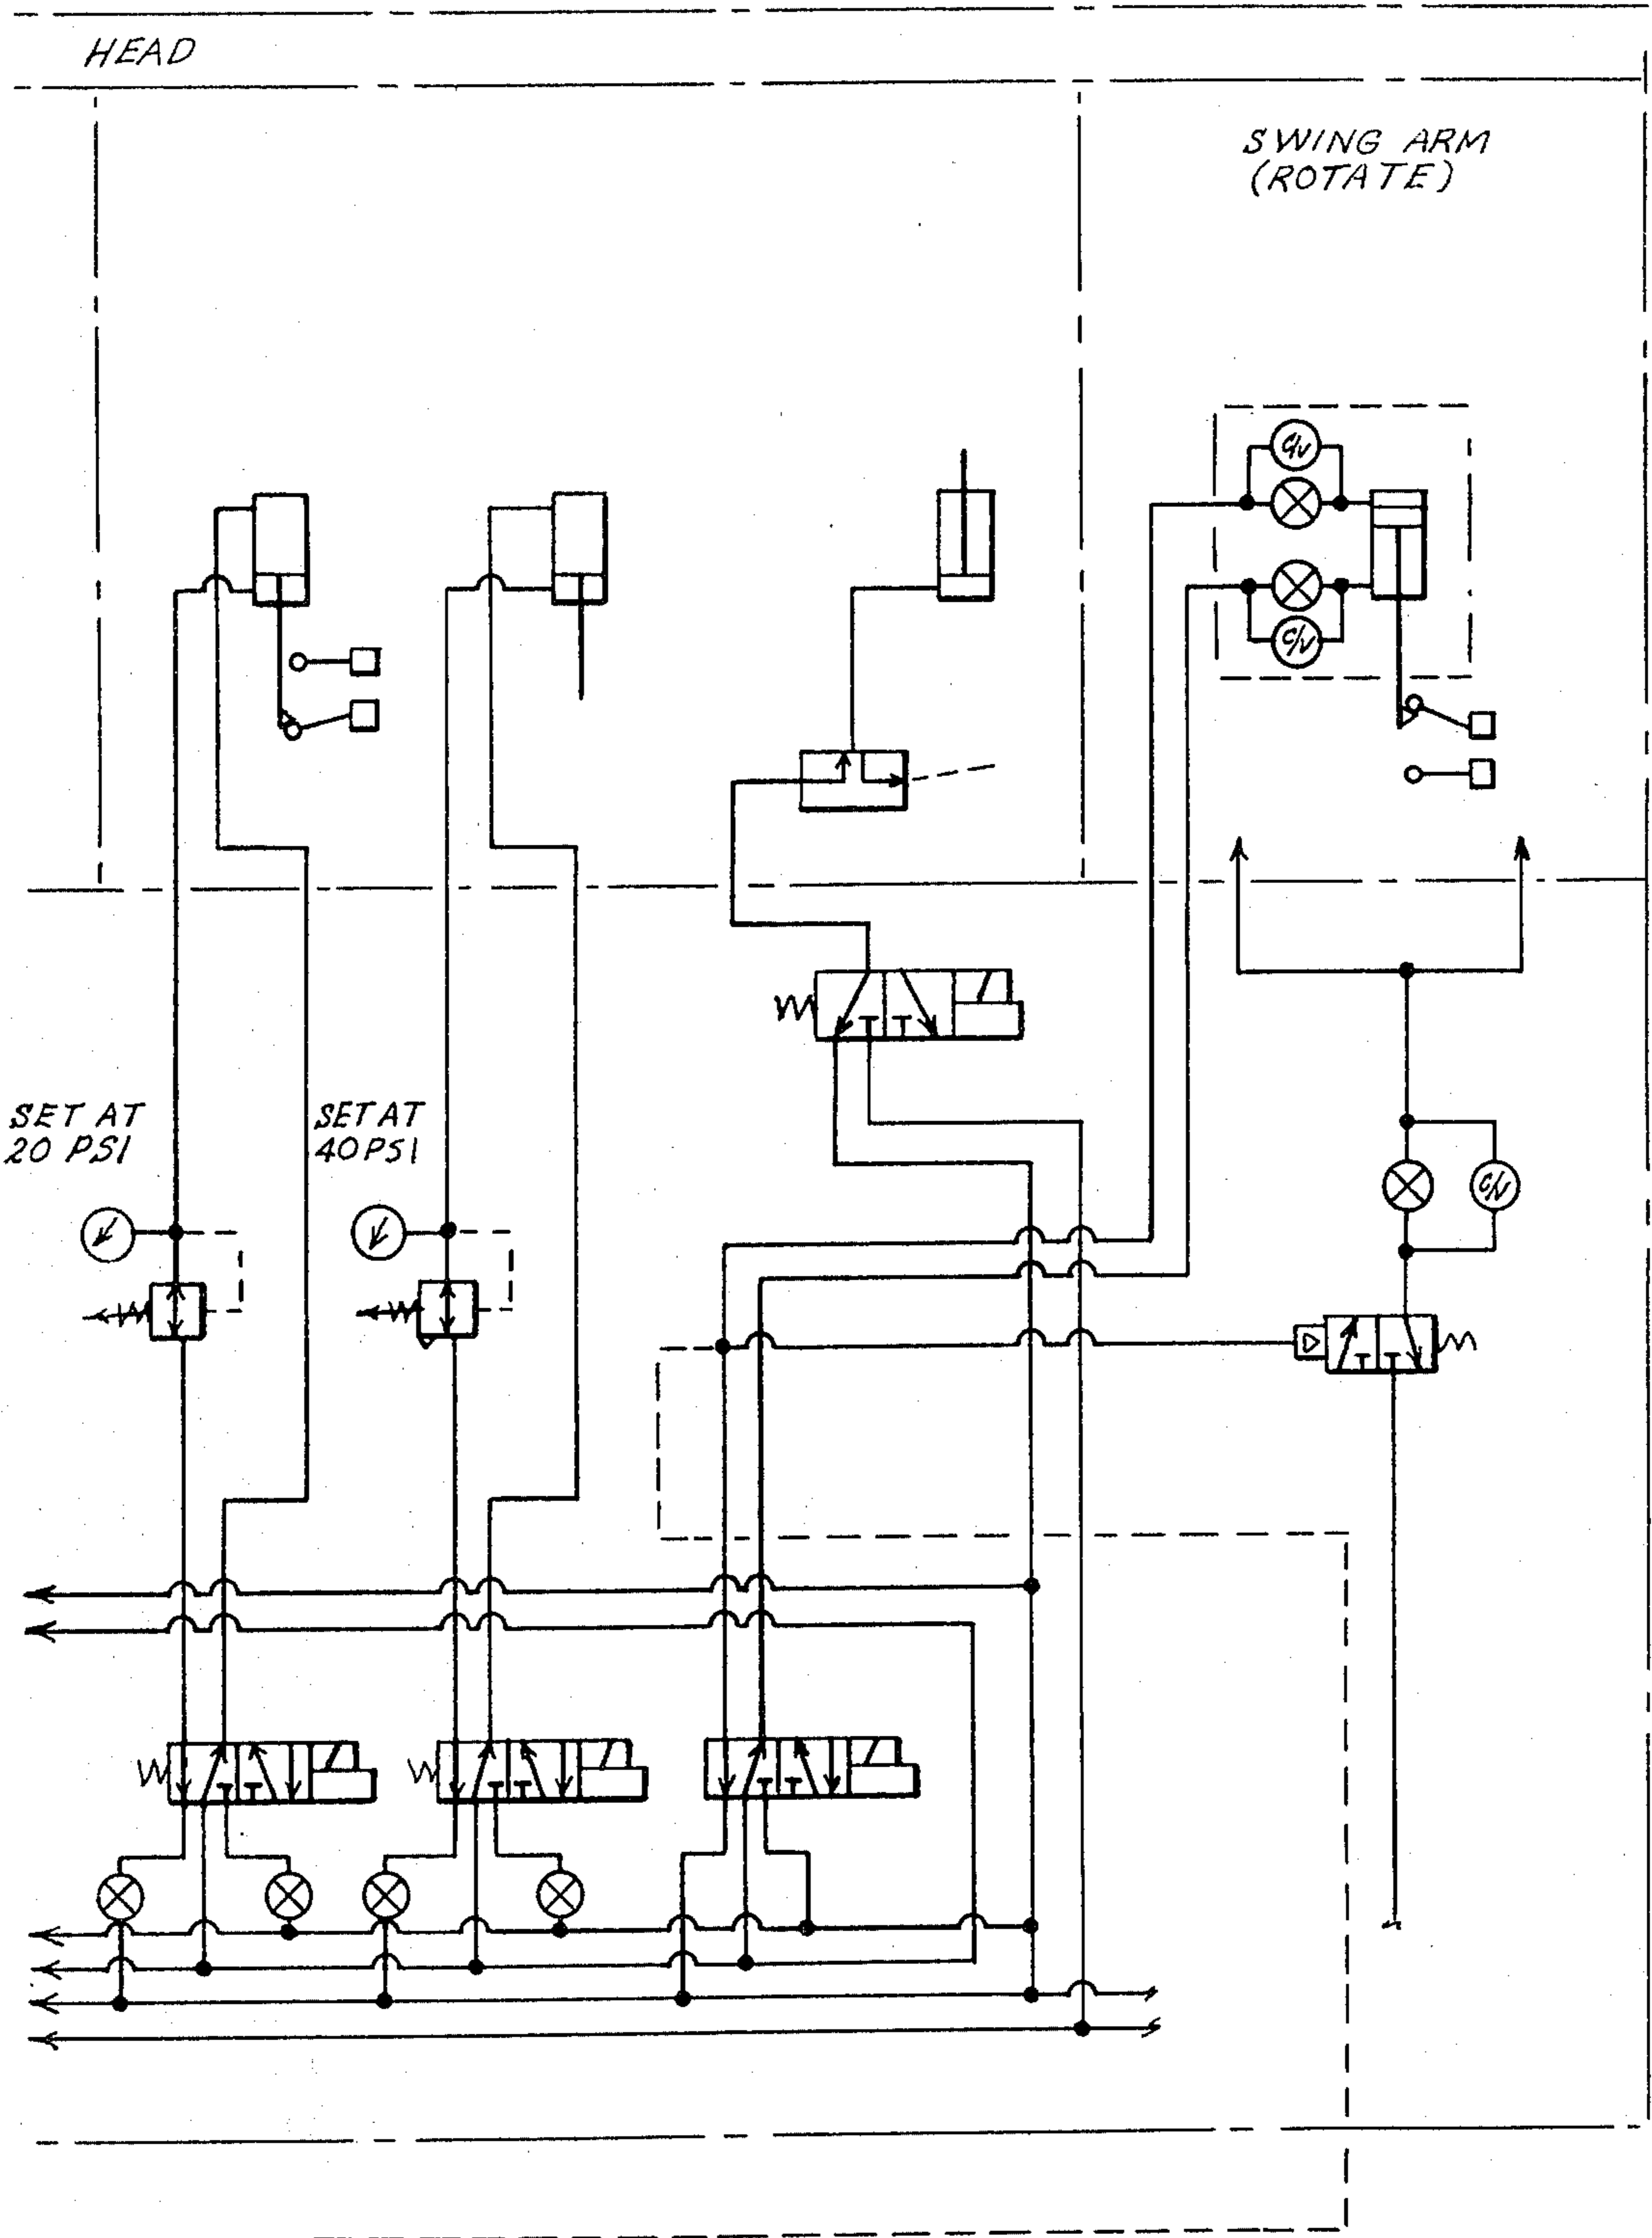 HEAD
SWING ARM
(ROTATE)
C/V
C/V
SET AT
20 PSI
SET AT
40 PSI
C/V